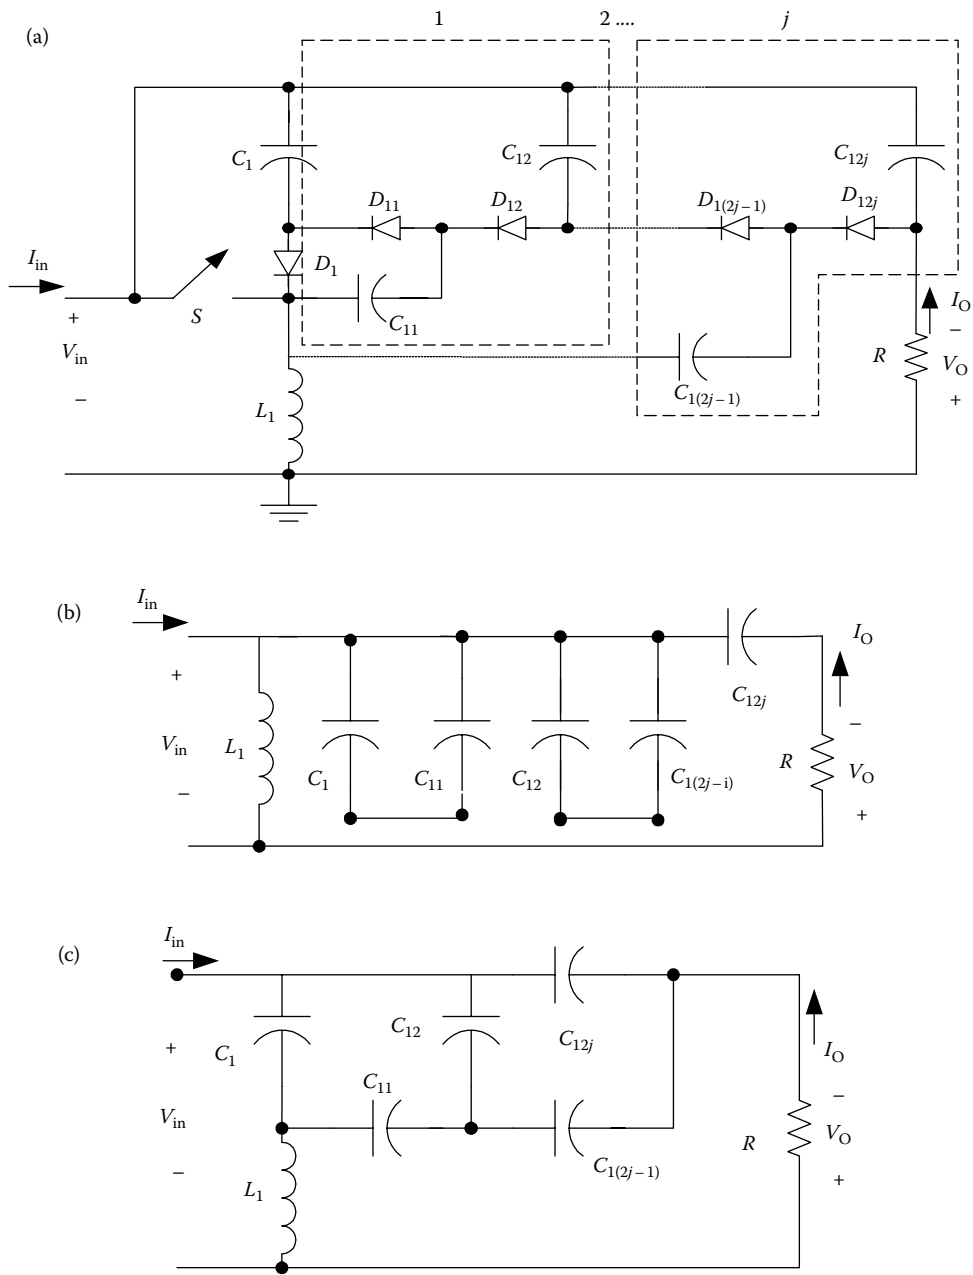 (a)
1
2 ....
j
C1
C12
C12j
D11
D12
D1(2j−1)
D12j
Iin
S
D1
C11
+
Vin
−
L1
C1(2j−1)
R
IO
−
VO
+
(b)
Iin
+
Vin
−
L1
C1
C11
C12
C1(2j−i)
C12j
IO
R
−
VO
+
(c)
Iin
+
Vin
−
C1
C12
C12j
C11
C1(2j−1)
L1
IO
R
−
VO
+